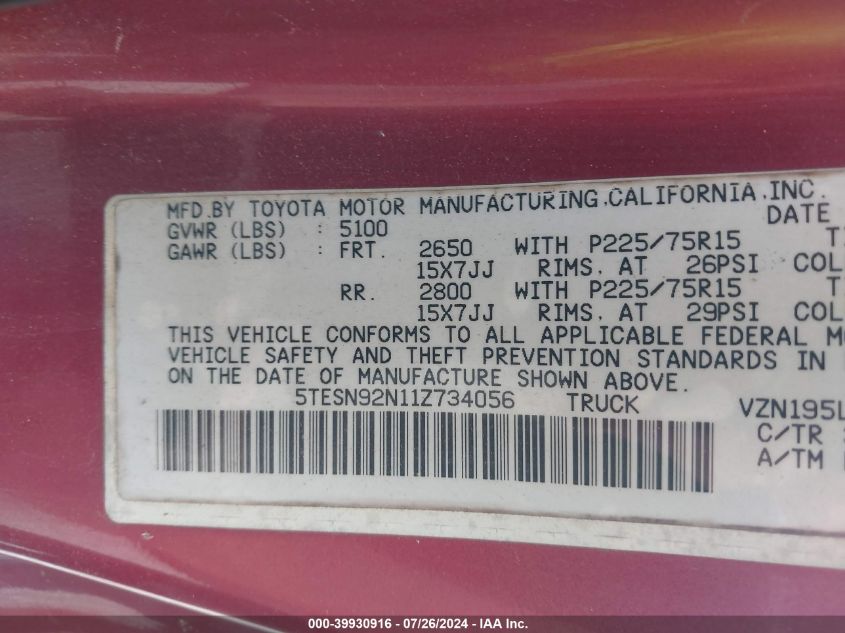 MFD.BY TOYOTA MOTOR MANUFACTURING.CALIFORNIA,INC.
DATE
GVWR (LBS) : 5100
GAWR (LBS) : FRT. 2650 WITH P225/75R15
15X7JJ RIMS. AT 26PSI COL
RR. 2800 WITH P225/75R15
15X7JJ RIMS. AT 29PSI COL
THIS VEHICLE CONFORMS TO ALL APPLICABLE FEDERAL
VEHICLE SAFETY AND THEFT PREVENTION STANDARDS IN
ON THE DATE OF MANUFACTURE SHOWN ABOVE.
5TESN92N11Z734056 TRUCK VZN195L
C/TR :
A/TM
000-39930916 - 07/26/2024 - IAA Inc.